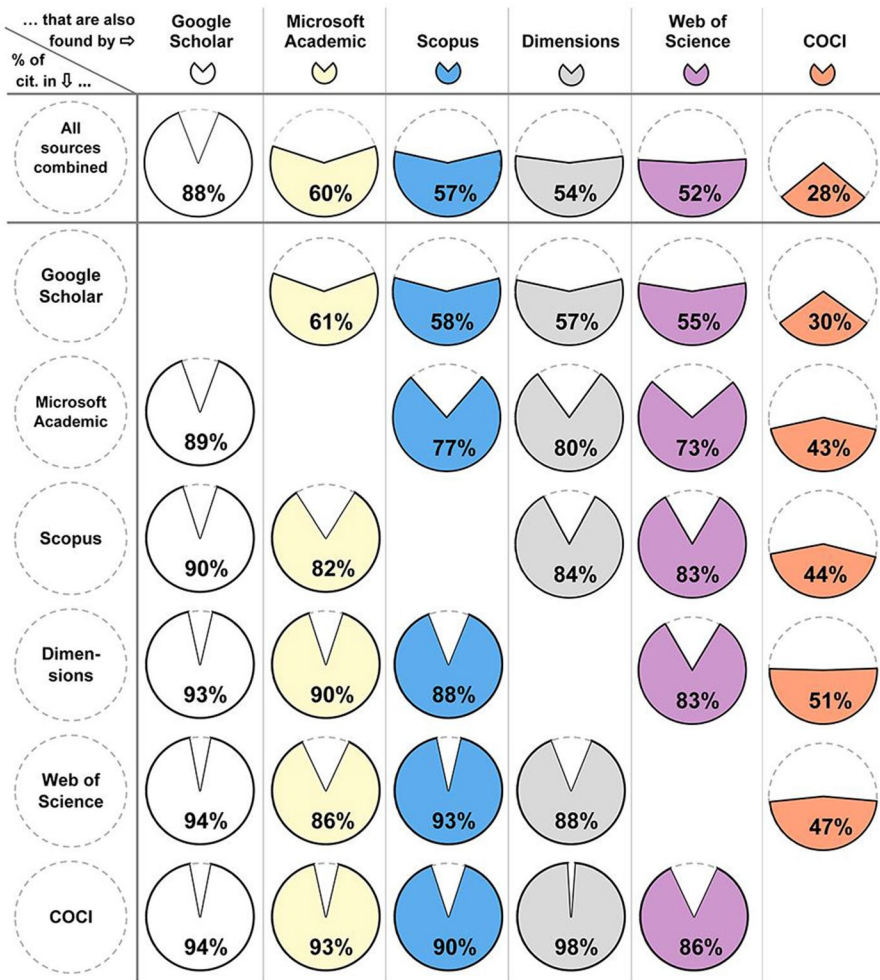 ... that are also
found by ⇨
% of
cit. in ⇩ ...
Google
Scholar
Microsoft
Academic
Scopus
Dimensions
Web of
Science
COCI
All
sources
combined
88%
60%
57%
54%
52%
28%
Google
Scholar
61%
58%
57%
55%
30%
Microsoft
Academic
89%
77%
80%
73%
43%
Scopus
90%
82%
84%
83%
44%
Dimen-
sions
93%
90%
88%
83%
51%
Web of
Science
94%
86%
93%
88%
47%
COCI
94%
93%
90%
98%
86%